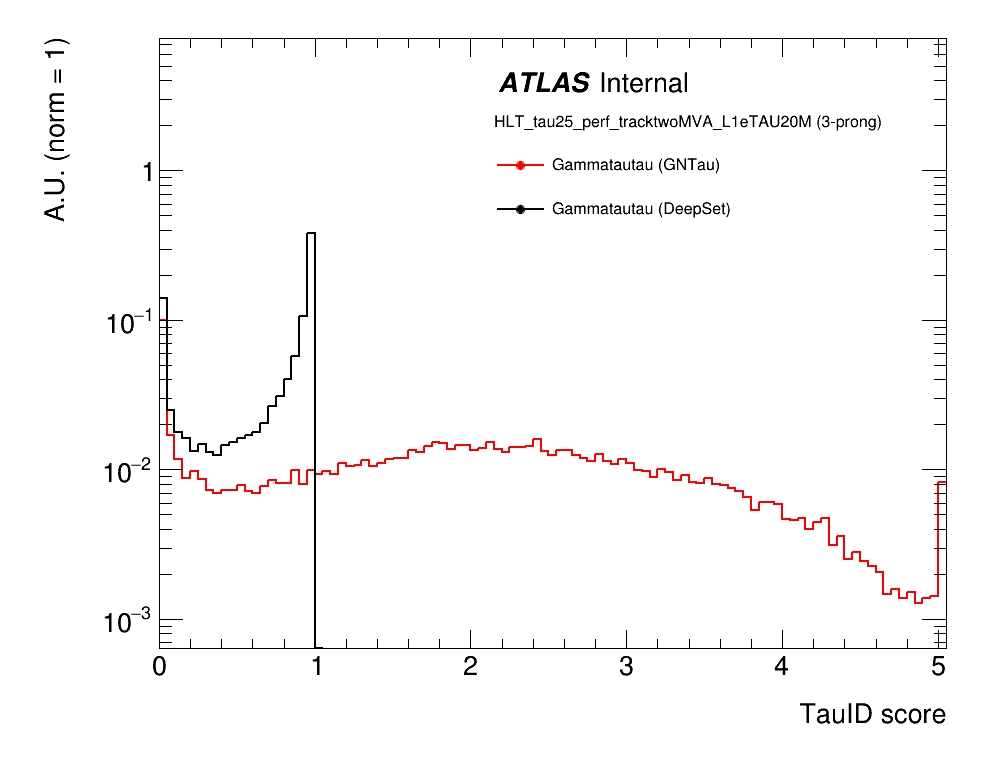 A.U. (norm = 1)
ATLAS Internal
HLT_tau25_perf_tracktwoMVA_L1eTAU20M (3-prong)
Gammatautau (GNTau)
Gammatautau (DeepSet)
1
10⁻¹
10⁻²
10⁻³
0 1 2 3 4 5
TauID score